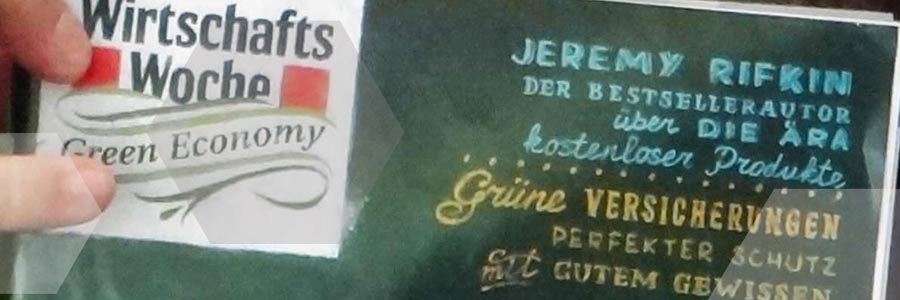 Wirtschafts
Woche
Green Economy
JEREMY RIFKIN
DER BESTSELLERAUTOR
über DIE ÄRA
kostenloser Produkte
Grüne VERSICHERUNGEN
PERFEKTER SCHUTZ
mit GUTEM GEWISSEN